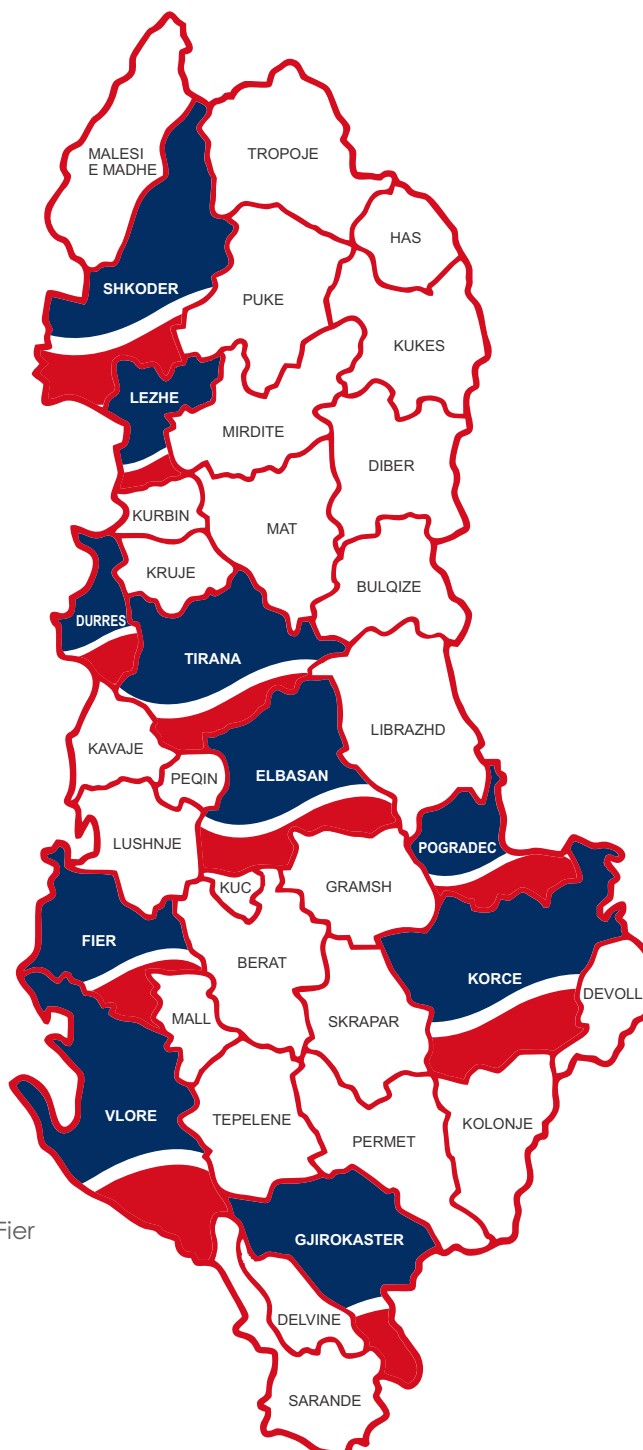 MALESI
E MADHE
TROPOJE
HAS
SHKODER
PUKE
KUKES
LEZHE
MIRDITE
DIBER
KURBIN
MAT
KRUJE
BULQIZE
DURRES
TIRANA
LIBRAZHD
KAVAJE
PEQIN
ELBASAN
LUSHNJE
POGRADEC
KUC
GRAMSH
FIER
BERAT
KORCE
DEVOLL
MALL
SKRAPAR
VLORE
TEPELENE
PERMET
KOLONJE
Fier
GJIROKASTER
DELVINE
SARANDE